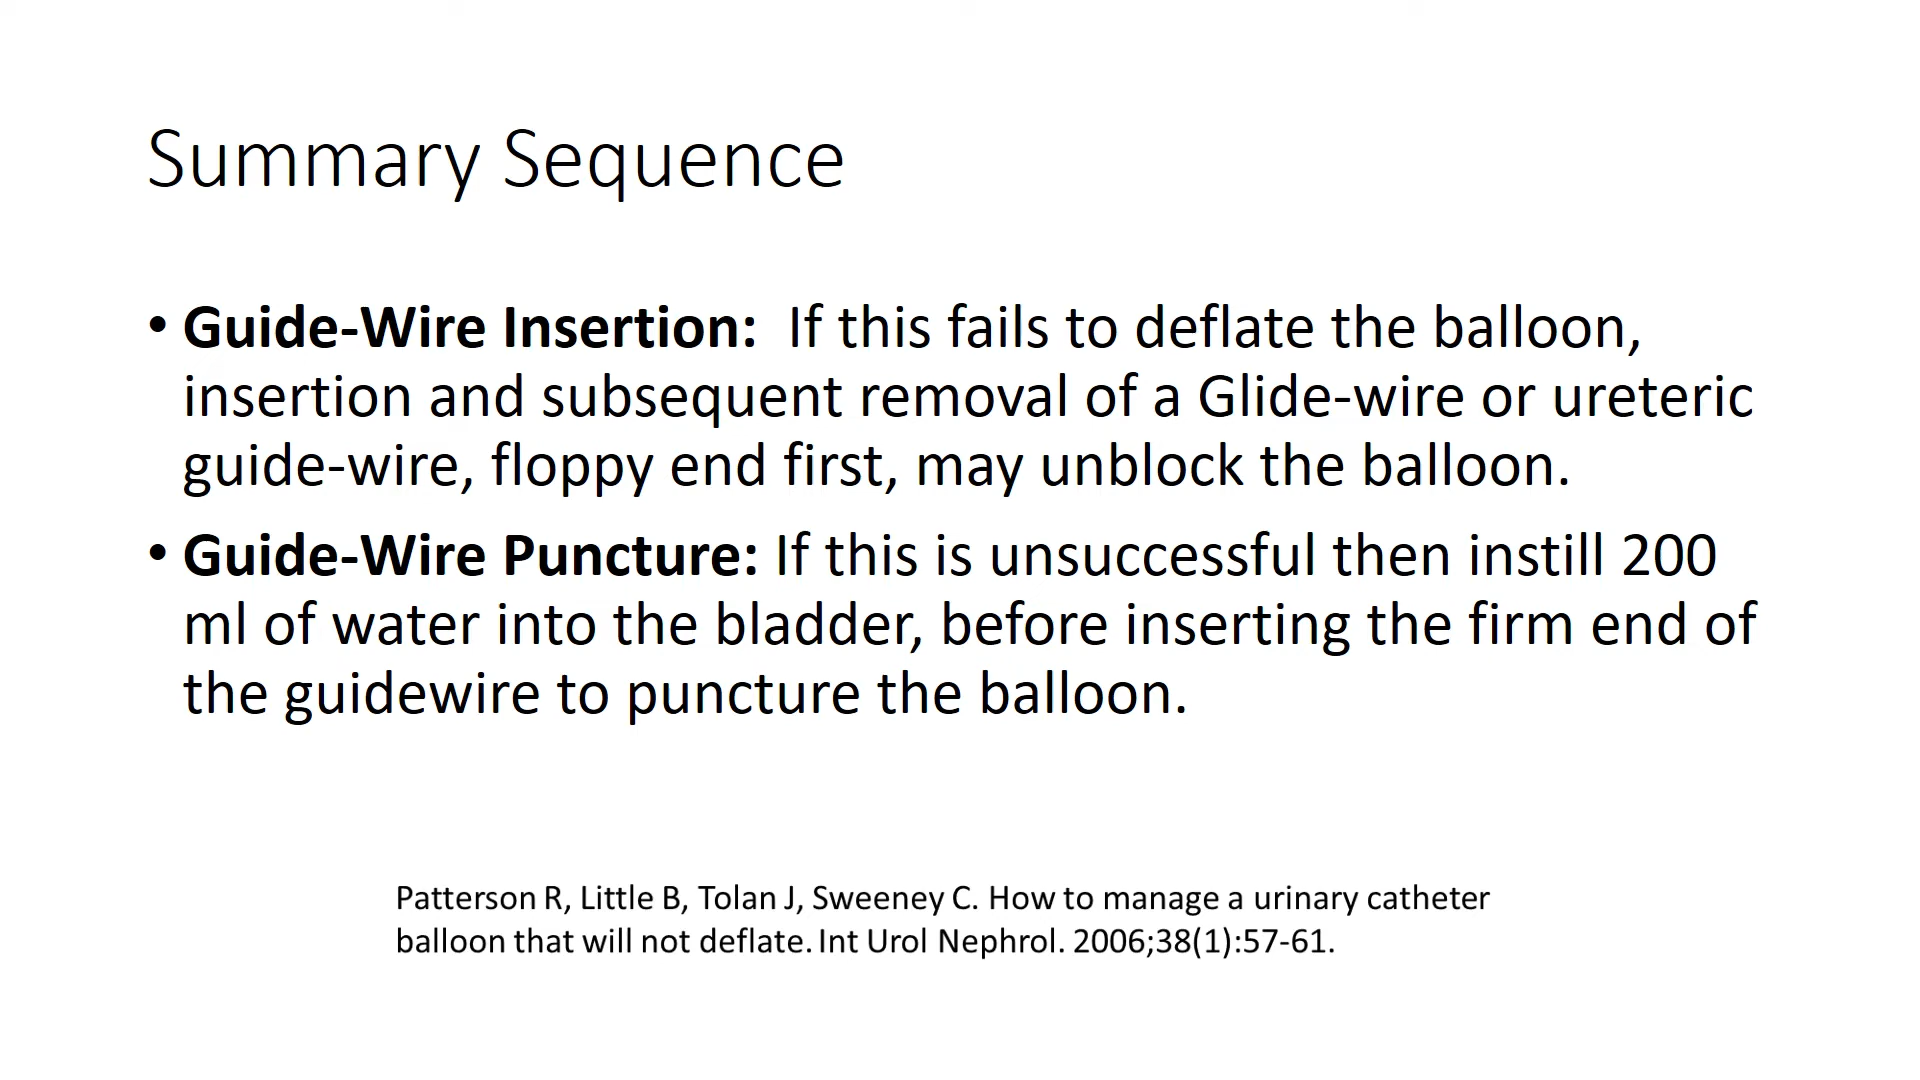 Summary Sequence
• Guide-Wire Insertion:  If this fails to deflate the balloon,
insertion and subsequent removal of a Glide-wire or ureteric
guide-wire, floppy end first, may unblock the balloon.
• Guide-Wire Puncture: If this is unsuccessful then instill 200
ml of water into the bladder, before inserting the firm end of
the guidewire to puncture the balloon.
Patterson R, Little B, Tolan J, Sweeney C. How to manage a urinary catheter
balloon that will not deflate. Int Urol Nephrol. 2006;38(1):57-61.